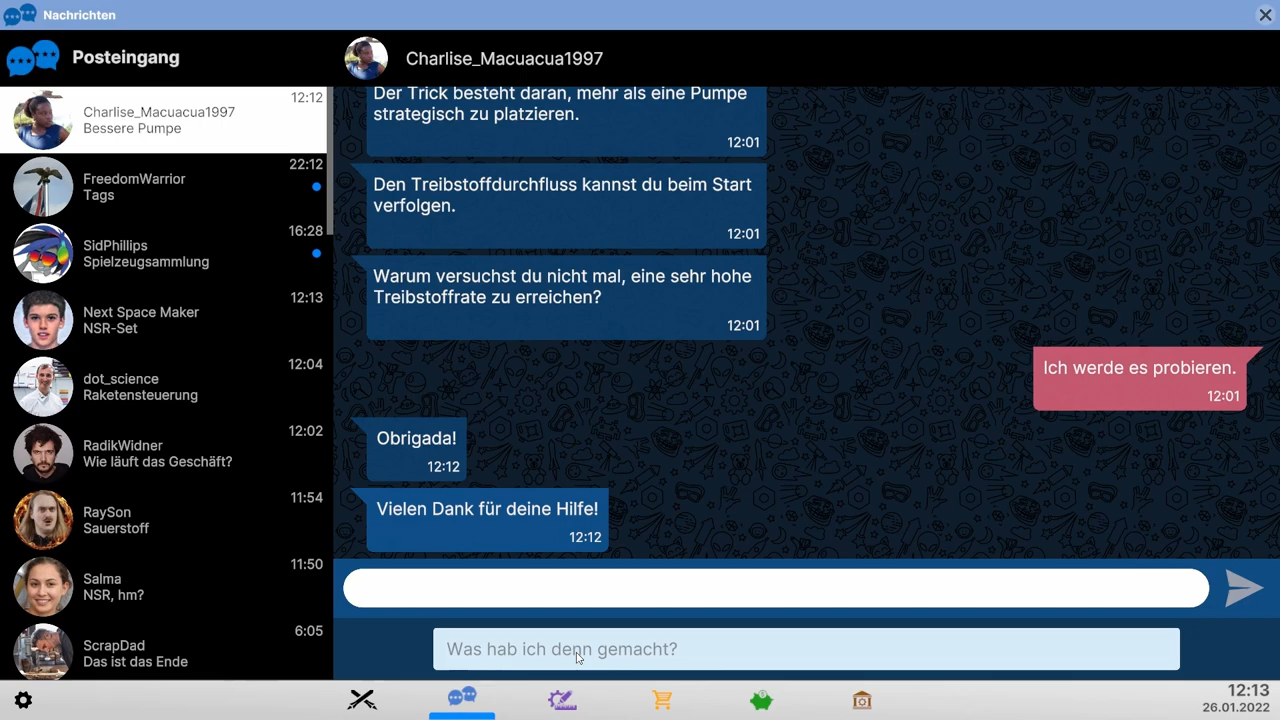 Nachrichten
Posteingang
Charlise_Macuacua1997
12:12
Charlise_Macuacua1997
Bessere Pumpe
22:12
FreedomWarrior
Tags
16:28
SidPhillips
Spielzeugsammlung
12:13
Next Space Maker
NSR-Set
12:04
dot_science
Raketensteuerung
12:02
RadikWidner
Wie läuft das Geschäft?
11:54
RaySon
Sauerstoff
11:50
Salma
NSR, hm?
6:05
ScrapDad
Das ist das Ende
Der Trick besteht daran, mehr als eine Pumpe
strategisch zu platzieren.
12:01
Den Treibstoffdurchfluss kannst du beim Start
verfolgen.
12:01
Warum versuchst du nicht mal, eine sehr hohe
Treibstoffrate zu erreichen?
12:01
Ich werde es probieren.
12:01
Obrigada!
12:12
Vielen Dank für deine Hilfe!
12:12
Was hab ich denn gemacht?
12:13
26.01.2022